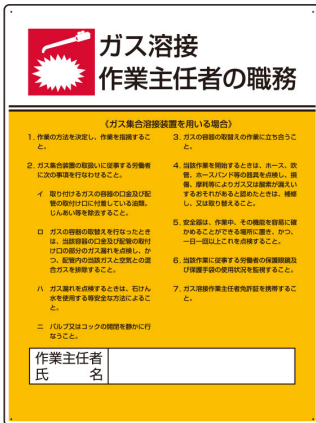 ガス溶接
作業主任者の職務
《ガス集合溶接装置を用いる場合》
1. 作業の方法を決定し、作業を指揮するこ
と。
2. ガス集合装置の取扱いに従事する労働者
に次の事項を行なわせること。
イ 取り付けるガスの容器の口金及び配
管の取付け口に付着している油類、
じんあい等を除去すること。
ロ ガスの容器の取替えを行なったとき
は、当該容器の口金及び配管の取付
け口の部分のガス漏れを点検し、か
つ、配管内の当該ガスと空気との混
合ガスを排除すること。
ハ ガス漏れを点検するときは、石けん
水を使用する等安全な方法によるこ
と。
ニ バルブ又はコックの開閉を静かに行
なうこと。
3. ガスの容器の取替えの作業に立ち合うこ
と。
4. 当該作業を開始するときは、ホース、吹
管、ホースバンド等の器具を点検し、損
傷、摩耗等によりガス又は酸素が漏えい
するおそれがあると認めたときは、補修
し、又は取り替えること。
5. 安全器は、作業中、その機能を容易に確
かめることができる場所に置き、かつ、
一日一回以上これを点検すること。
6. 当該作業に従事する労働者の保護眼鏡及
び保護手袋の使用状況を監視すること。
7. ガス溶接作業主任者免許証を携帯するこ
と。
作業主任者
氏 名